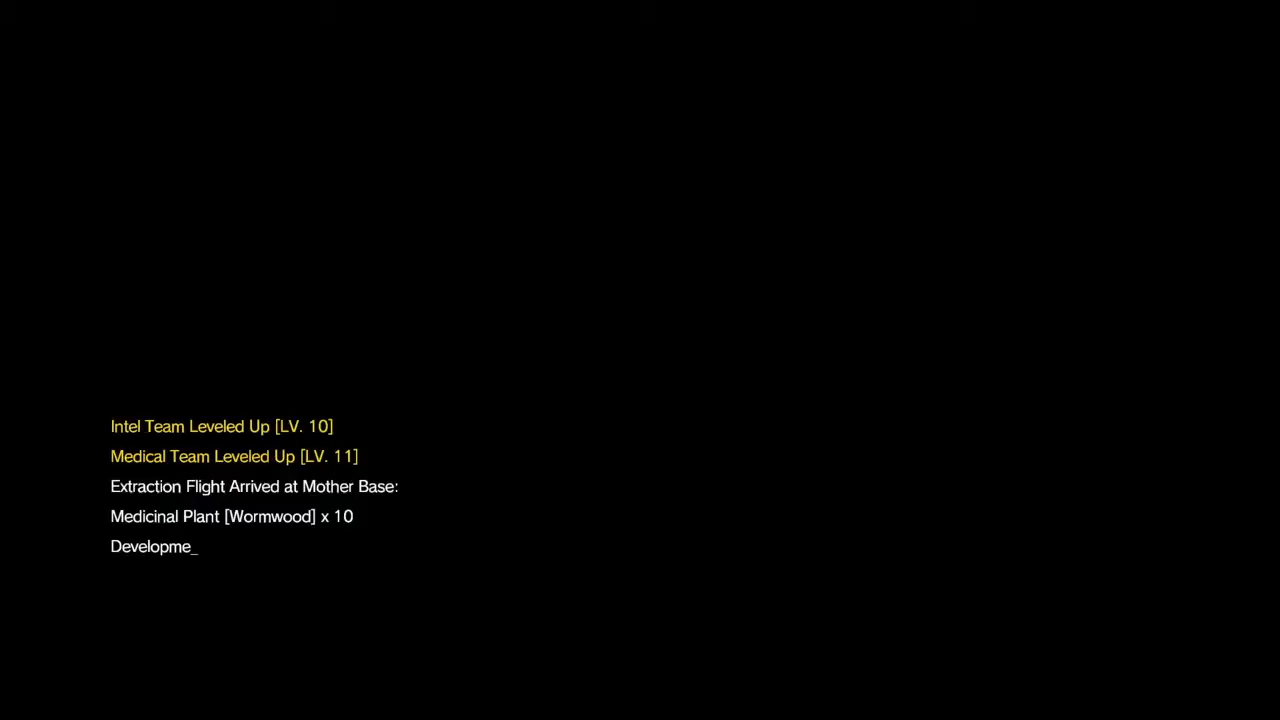 Intel Team Leveled Up [LV. 10]
Medical Team Leveled Up [LV. 11]
Extraction Flight Arrived at Mother Base:
Medicinal Plant [Wormwood] x 10
Developme_